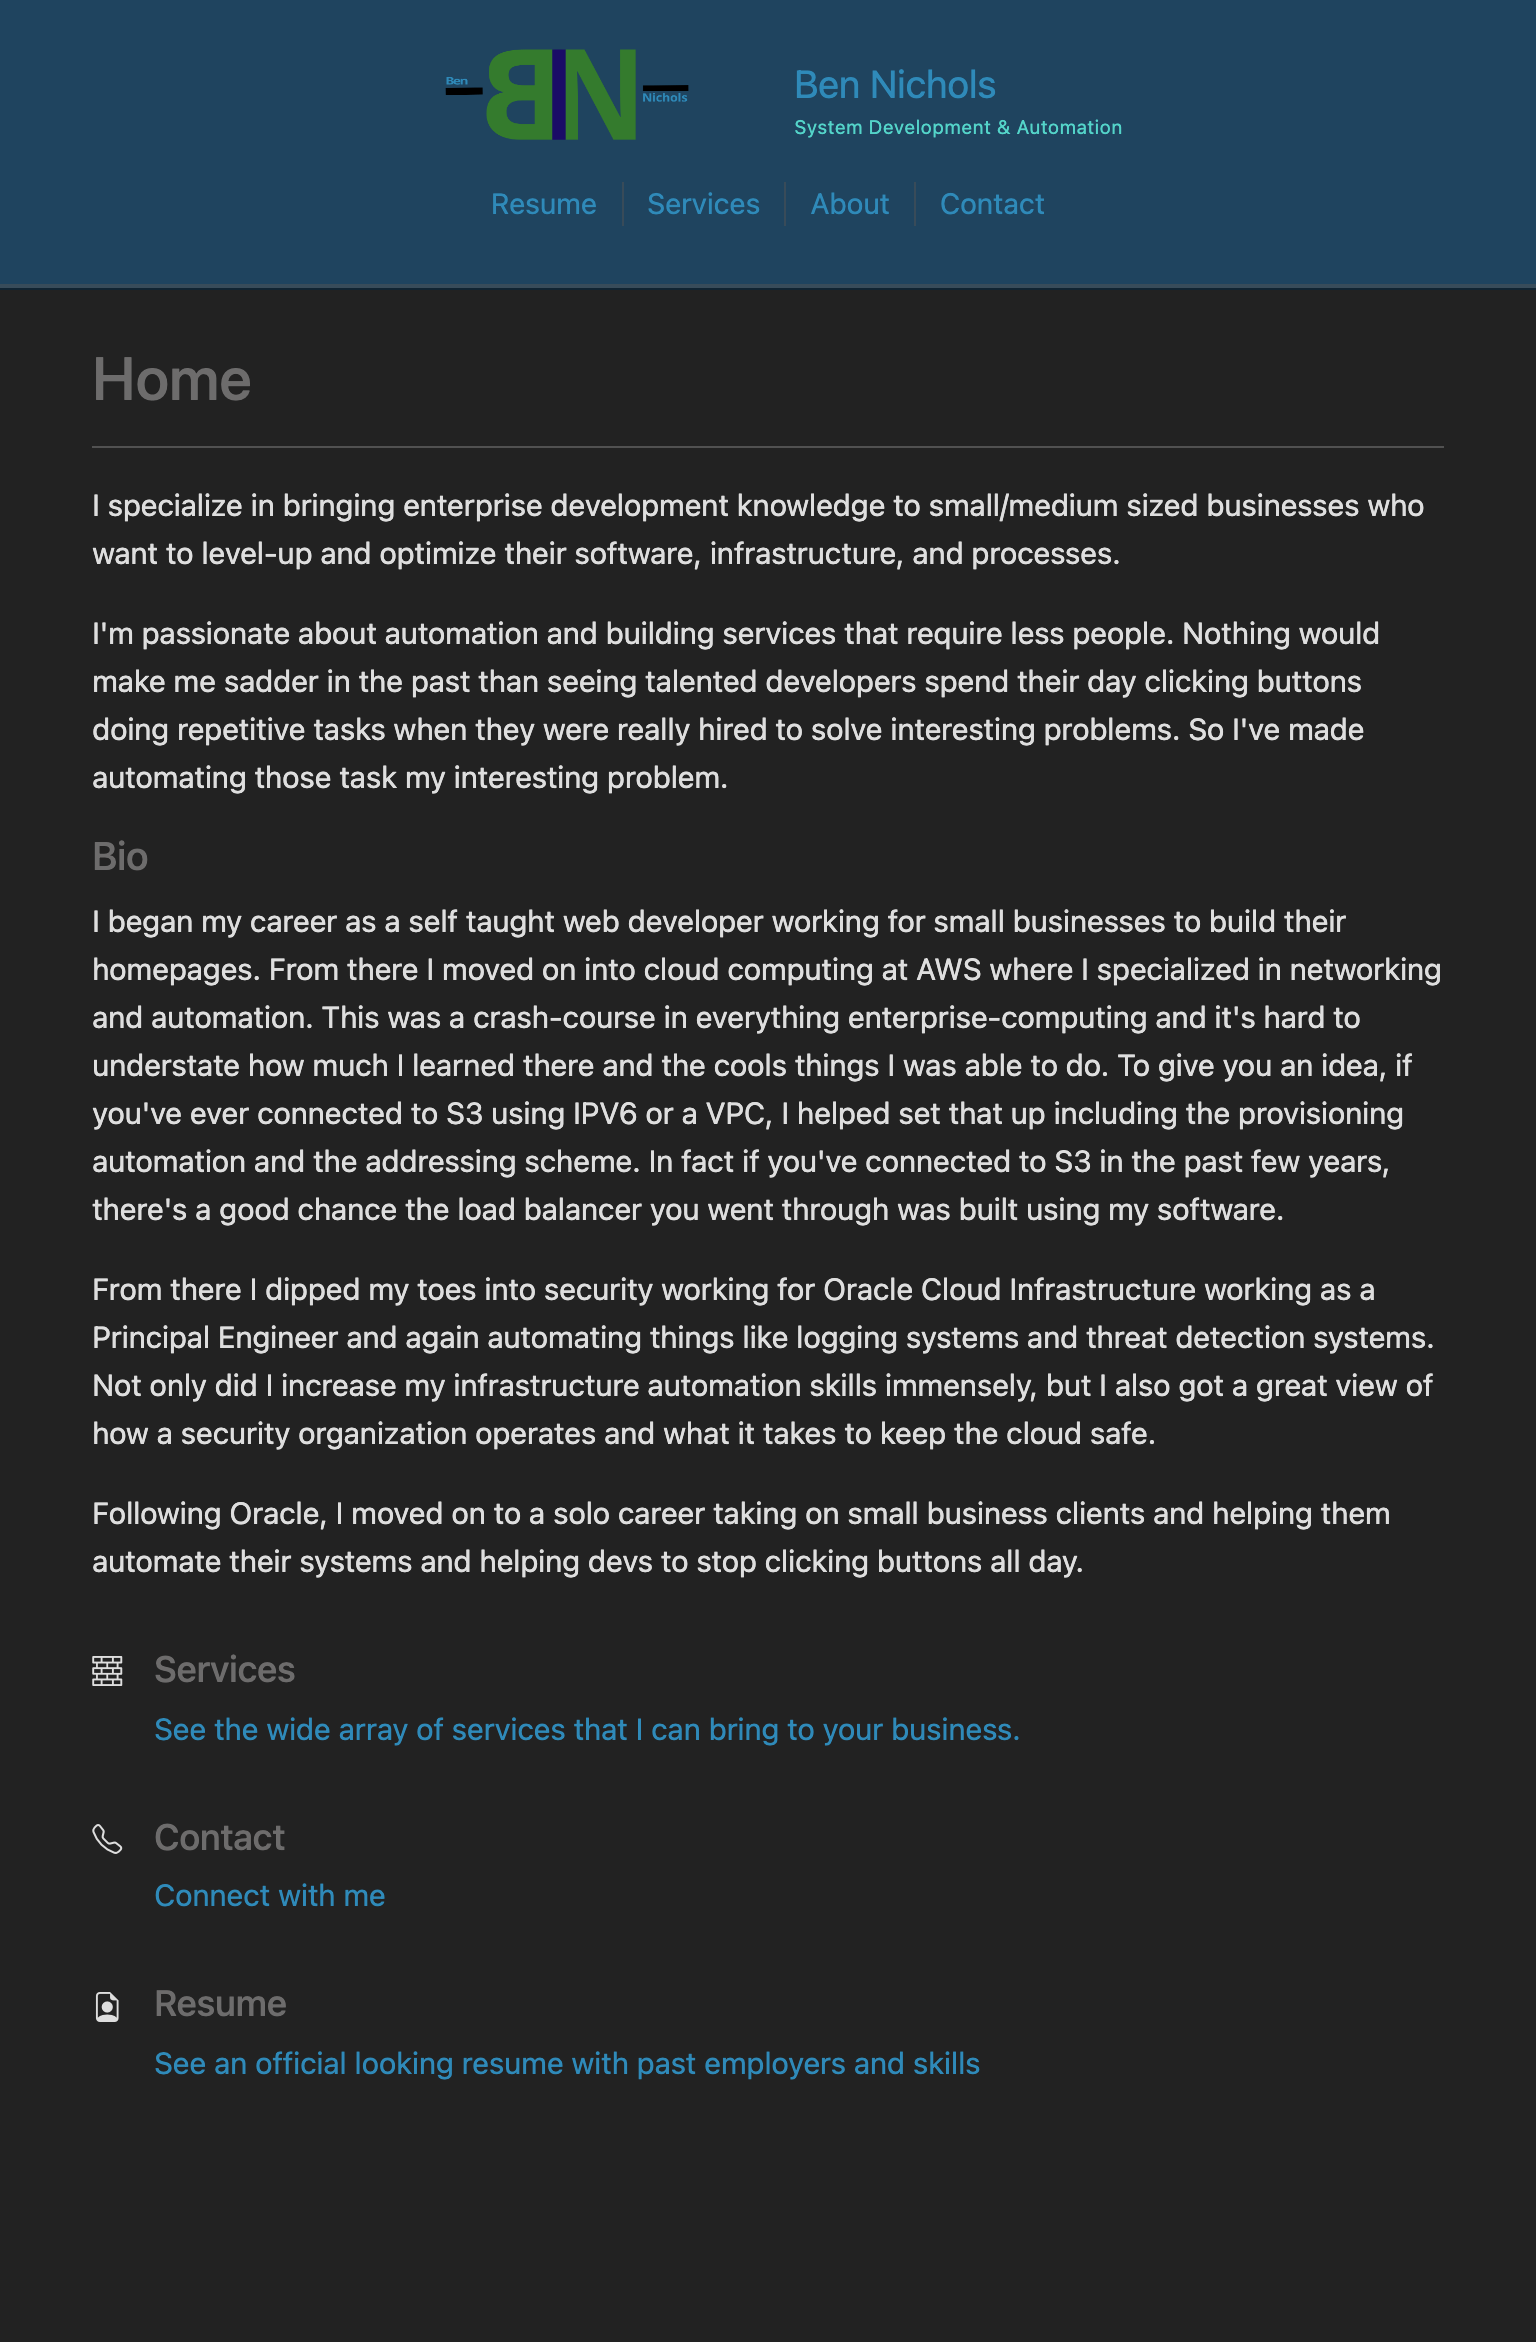 Ben
BN
Nichols
Ben Nichols
System Development & Automation
Resume
Services
About
Contact
Home
I specialize in bringing enterprise development knowledge to small/medium sized businesses who
want to level-up and optimize their software, infrastructure, and processes.
I'm passionate about automation and building services that require less people. Nothing would
make me sadder in the past than seeing talented developers spend their day clicking buttons
doing repetitive tasks when they were really hired to solve interesting problems. So I've made
automating those task my interesting problem.
Bio
I began my career as a self taught web developer working for small businesses to build their
homepages. From there I moved on into cloud computing at AWS where I specialized in networking
and automation. This was a crash-course in everything enterprise-computing and it's hard to
understate how much I learned there and the cools things I was able to do. To give you an idea, if
you've ever connected to S3 using IPV6 or a VPC, I helped set that up including the provisioning
automation and the addressing scheme. In fact if you've connected to S3 in the past few years,
there's a good chance the load balancer you went through was built using my software.
From there I dipped my toes into security working for Oracle Cloud Infrastructure working as a
Principal Engineer and again automating things like logging systems and threat detection systems.
Not only did I increase my infrastructure automation skills immensely, but I also got a great view of
how a security organization operates and what it takes to keep the cloud safe.
Following Oracle, I moved on to a solo career taking on small business clients and helping them
automate their systems and helping devs to stop clicking buttons all day.
Services
See the wide array of services that I can bring to your business.
Contact
Connect with me
Resume
See an official looking resume with past employers and skills